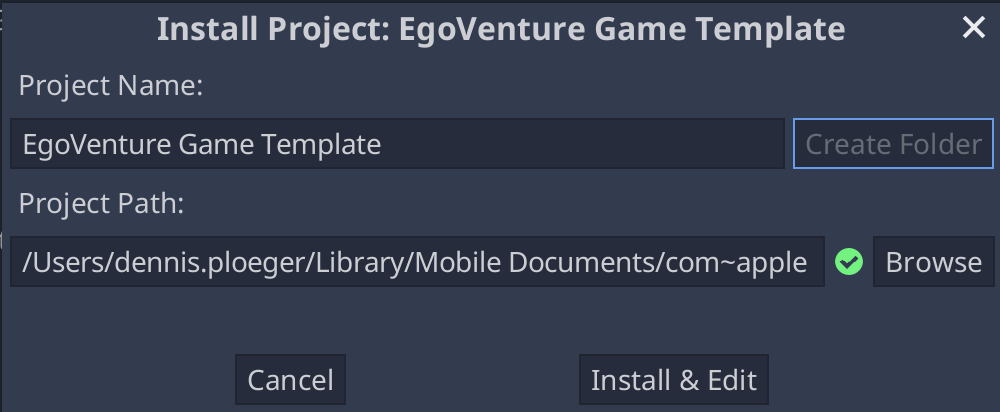 Install Project: EgoVenture Game Template
Project Name:
EgoVenture Game Template Create Folder
Project Path:
/Users/dennis.ploeger/Library/Mobile Documents/com~apple Browse
Cancel Install & Edit